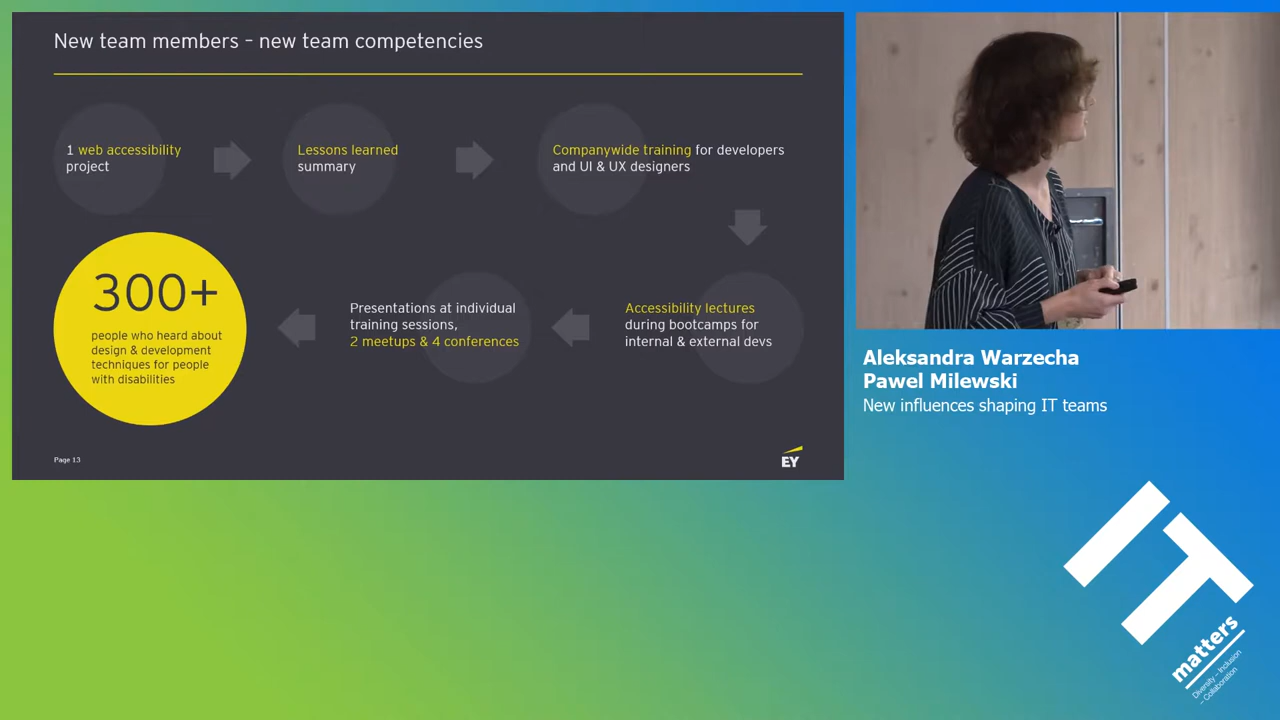 New team members – new team competencies
1 web accessibility
project
Lessons learned
summary
Companywide training for developers
and UI & UX designers
Accessibility lectures
during bootcamps for
internal & external devs
Presentations at individual
training sessions,
2 meetups & 4 conferences
300+
people who heard about
design & development
techniques for people
with disabilities
Page 13
EY
Aleksandra Warzecha
Pawel Milewski
New influences shaping IT teams
IT
matters
Diversity – Inclusion
– Collaboration